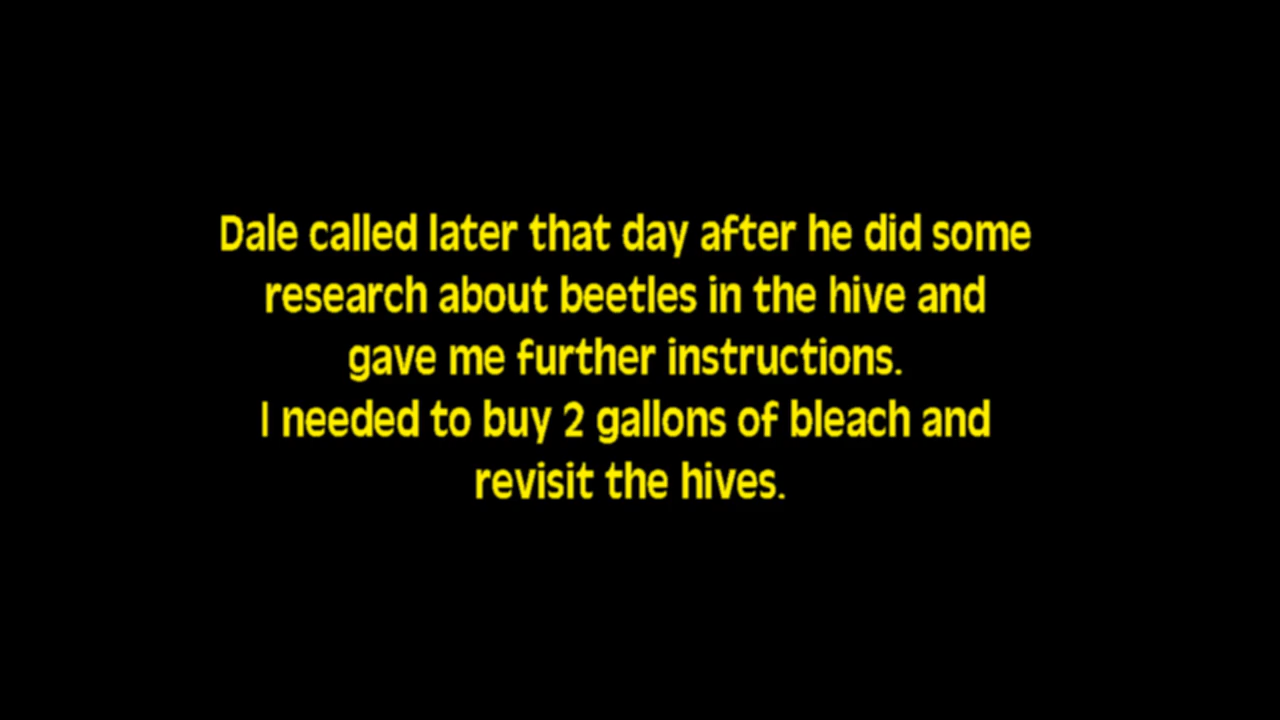 Dale called later that day after he did some
research about beetles in the hive and
gave me further instructions.
I needed to buy 2 gallons of bleach and
revisit the hives.